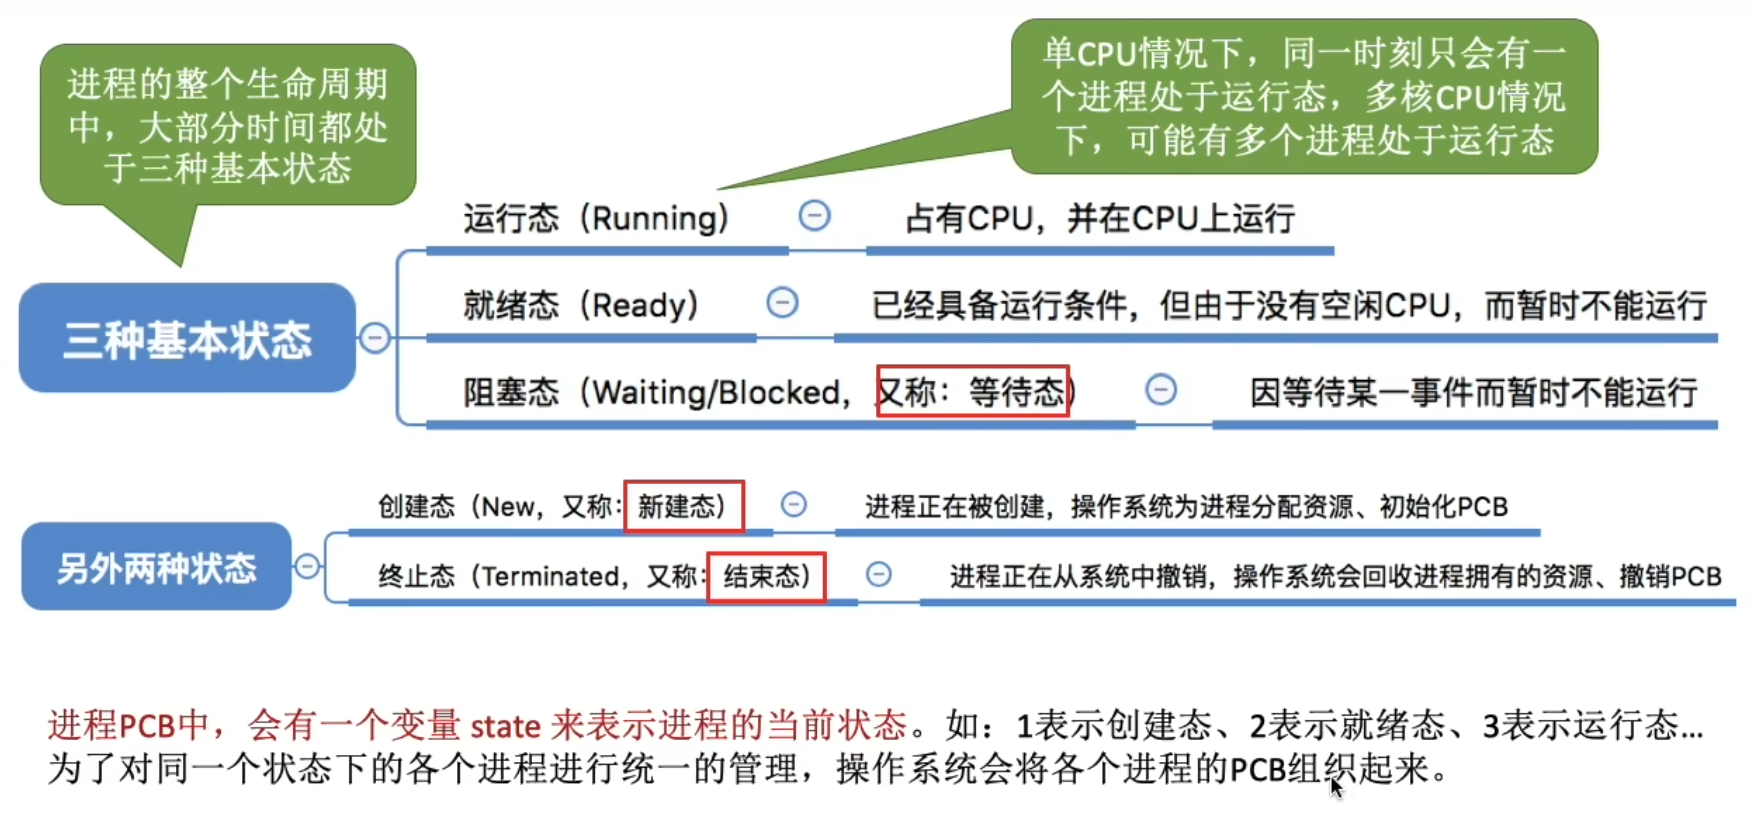 进程的整个生命周期
中，大部分时间都处
于三种基本状态
单CPU情况下，同一时刻只会有一
个进程处于运行态，多核CPU情况
下，可能有多个进程处于运行态
三种基本状态
运行态（Running）
占有CPU，并在CPU上运行
就绪态（Ready）
已经具备运行条件，但由于没有空闲CPU，而暂时不能运行
阻塞态（Waiting/Blocked，又称：等待态）
因等待某一事件而暂时不能运行
另外两种状态
创建态（New，又称：新建态）
进程正在被创建，操作系统为进程分配资源、初始化PCB
终止态（Terminated，又称：结束态）
进程正在从系统中撤销，操作系统会回收进程拥有的资源、撤销PCB
进程PCB中，会有一个变量 state 来表示进程的当前状态。如：1表示创建态、2表示就绪态、3表示运行态...
为了对同一个状态下的各个进程进行统一的管理，操作系统会将各个进程的PCB组织起来。